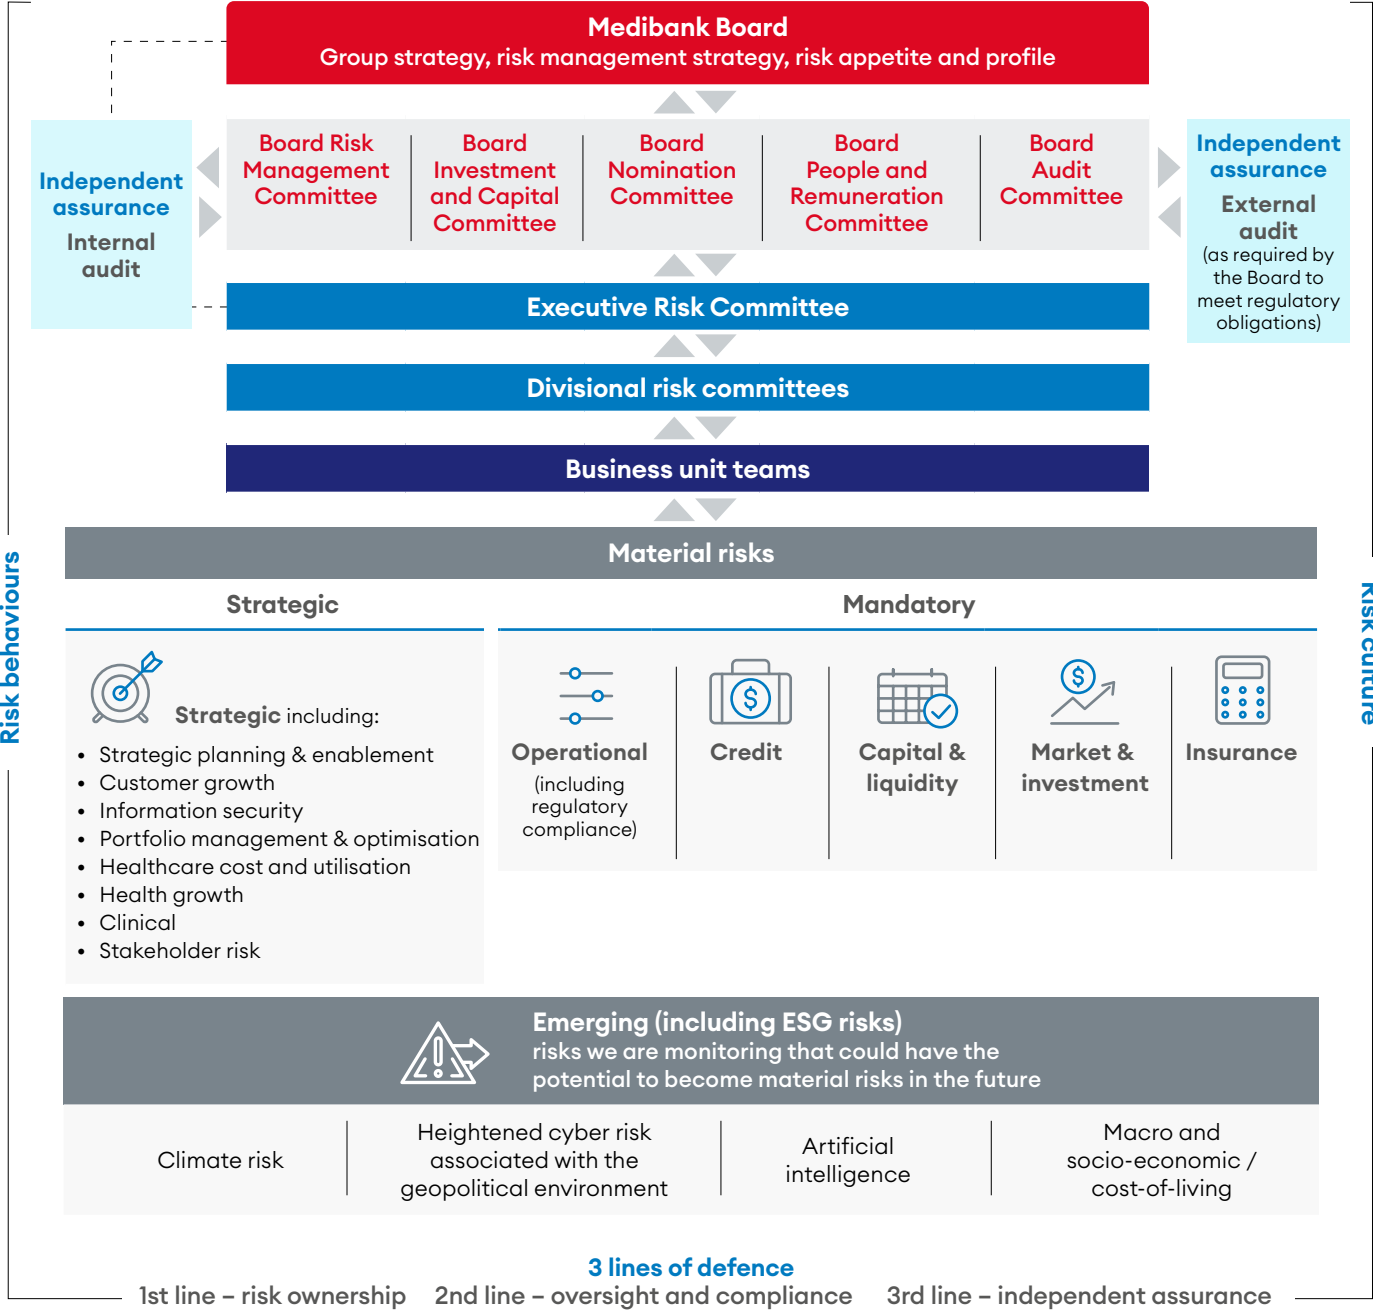 Medibank Board
Group strategy, risk management strategy, risk appetite and profile
Independent
assurance
Internal
audit
Board Risk
Management
Committee
Board
Investment
and Capital
Committee
Board
Nomination
Committee
Board
People and
Remuneration
Committee
Board
Audit
Committee
Independent
assurance
External
audit
(as required by
the Board to
meet regulatory
obligations)
Executive Risk Committee
Divisional risk committees
Business unit teams
Material risks
Risk behaviours
Risk culture
Strategic
Strategic including:
• Strategic planning & enablement
• Customer growth
• Information security
• Portfolio management & optimisation
• Healthcare cost and utilisation
• Health growth
• Clinical
• Stakeholder risk
Mandatory
Operational
(including
regulatory
compliance)
Credit
Capital &
liquidity
Market &
investment
Insurance
Emerging (including ESG risks)
risks we are monitoring that could have the
potential to become material risks in the future
Climate risk
Heightened cyber risk
associated with the
geopolitical environment
Artificial
intelligence
Macro and
socio-economic /
cost-of-living
3 lines of defence
1st line – risk ownership 2nd line – oversight and compliance 3rd line – independent assurance